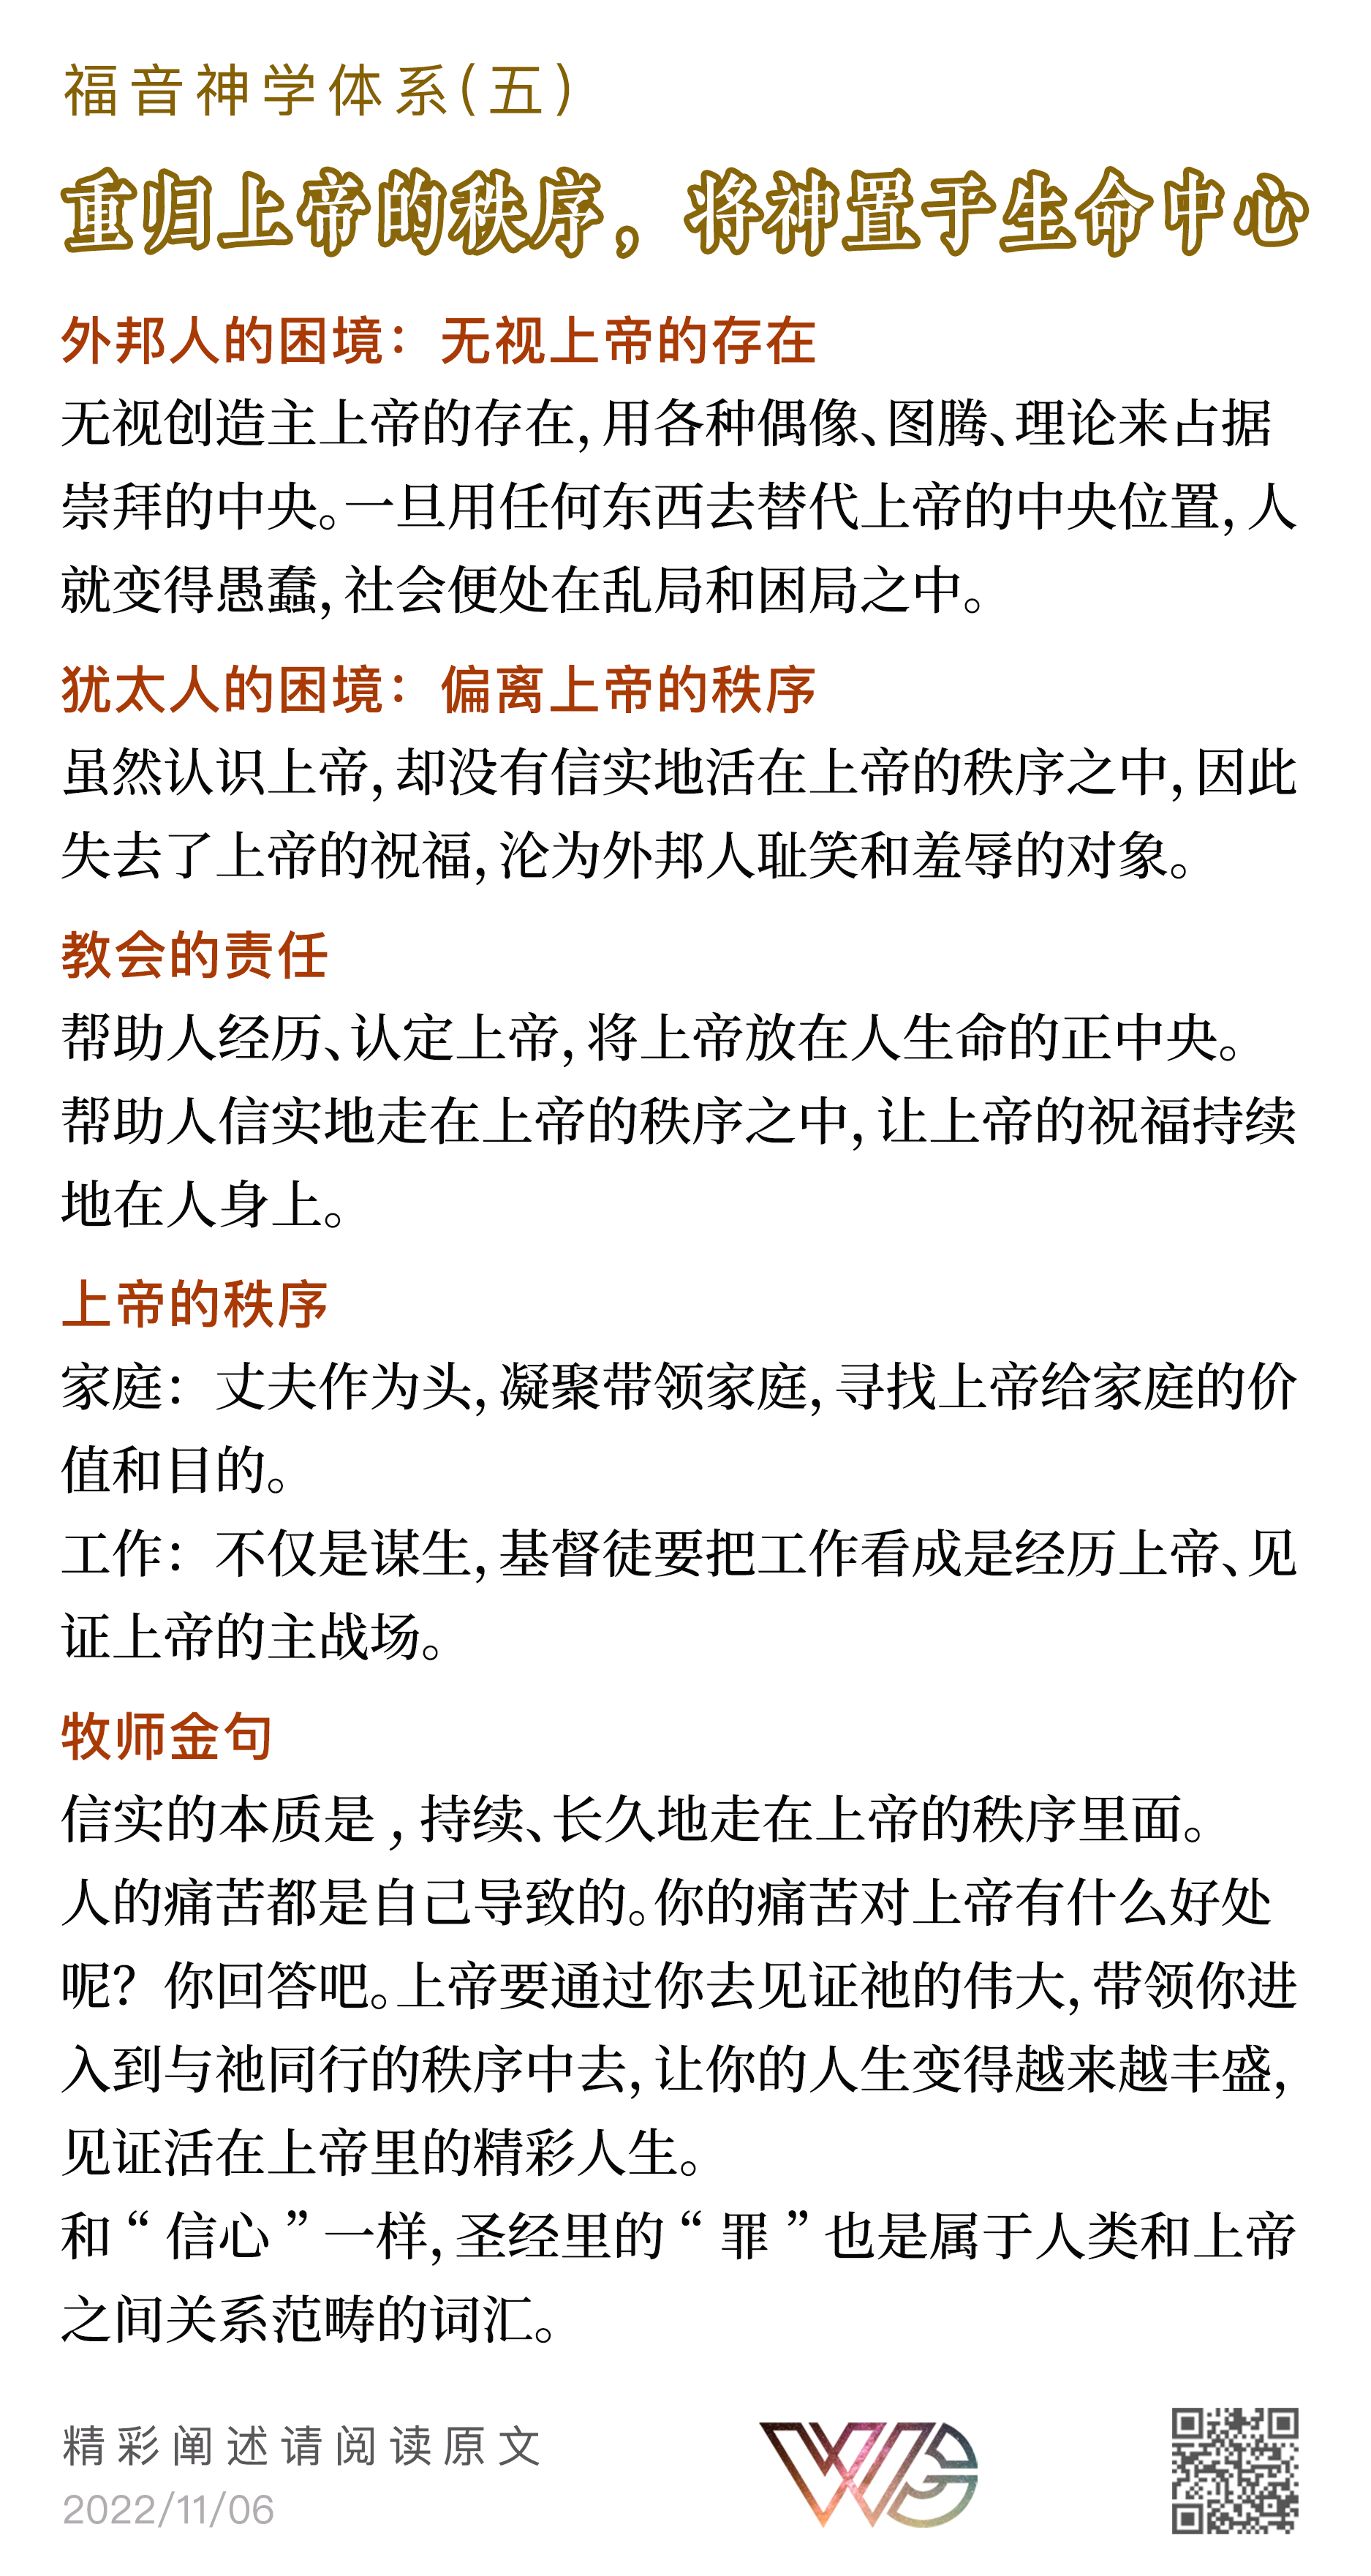 福音神学体系(五)
重归上帝的秩序，将神置于生命中心
外邦人的困境：无视上帝的存在
无视创造主上帝的存在，用各种偶像、图腾、理论来占据
崇拜的中央。一旦用任何东西去替代上帝的中央位置，人
就变得愚蠢，社会便处在乱局和困局之中。
犹太人的困境：偏离上帝的秩序
虽然认识上帝，却没有信实地活在上帝的秩序之中，因此
失去了上帝的祝福，沦为外邦人耻笑和羞辱的对象。
教会的责任
帮助人经历、认定上帝，将上帝放在人生命的正中央。
帮助人信实地走在上帝的秩序之中，让上帝的祝福持续
地在人身上。
上帝的秩序
家庭：丈夫作为头，凝聚带领家庭，寻找上帝给家庭的价
值和目的。
工作：不仅是谋生，基督徒要把工作看成是经历上帝、见
证上帝的主战场。
牧师金句
信实的本质是，持续、长久地走在上帝的秩序里面。
人的痛苦都是自己导致的。你的痛苦对上帝有什么好处
呢？你回答吧。上帝要通过你去见证祂的伟大，带领你进
入到与祂同行的秩序中去，让你的人生变得越来越丰盛，
见证活在上帝里的精彩人生。
和“信心”一样，圣经里的“罪”也是属于人类和上帝
之间关系范畴的词汇。
精彩阐述请阅读原文
2022/11/06